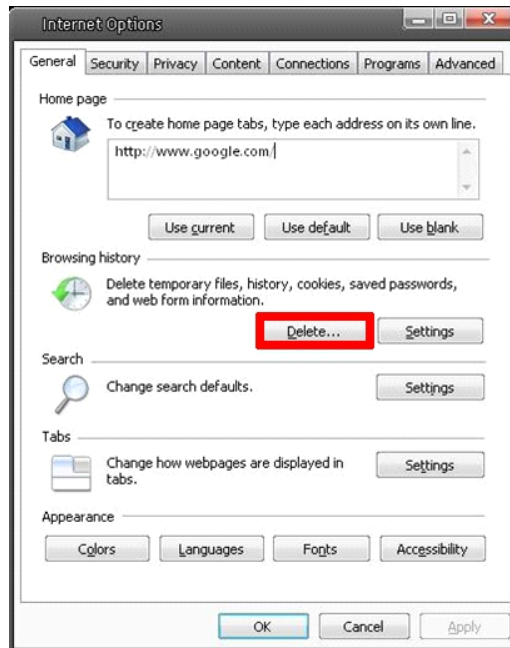 Internet Options
General Security Privacy Content Connections Programs Advanced
Home page
To create home page tabs, type each address on its own line.
http://www.google.com/
Use current Use default Use blank
Browsing history
Delete temporary files, history, cookies, saved passwords,
and web form information.
Delete... Settings
Search
Change search defaults. Settings
Tabs
Change how webpages are displayed in
tabs.
Settings
Appearance
Colors Languages Fonts Accessibility
OK Cancel Apply